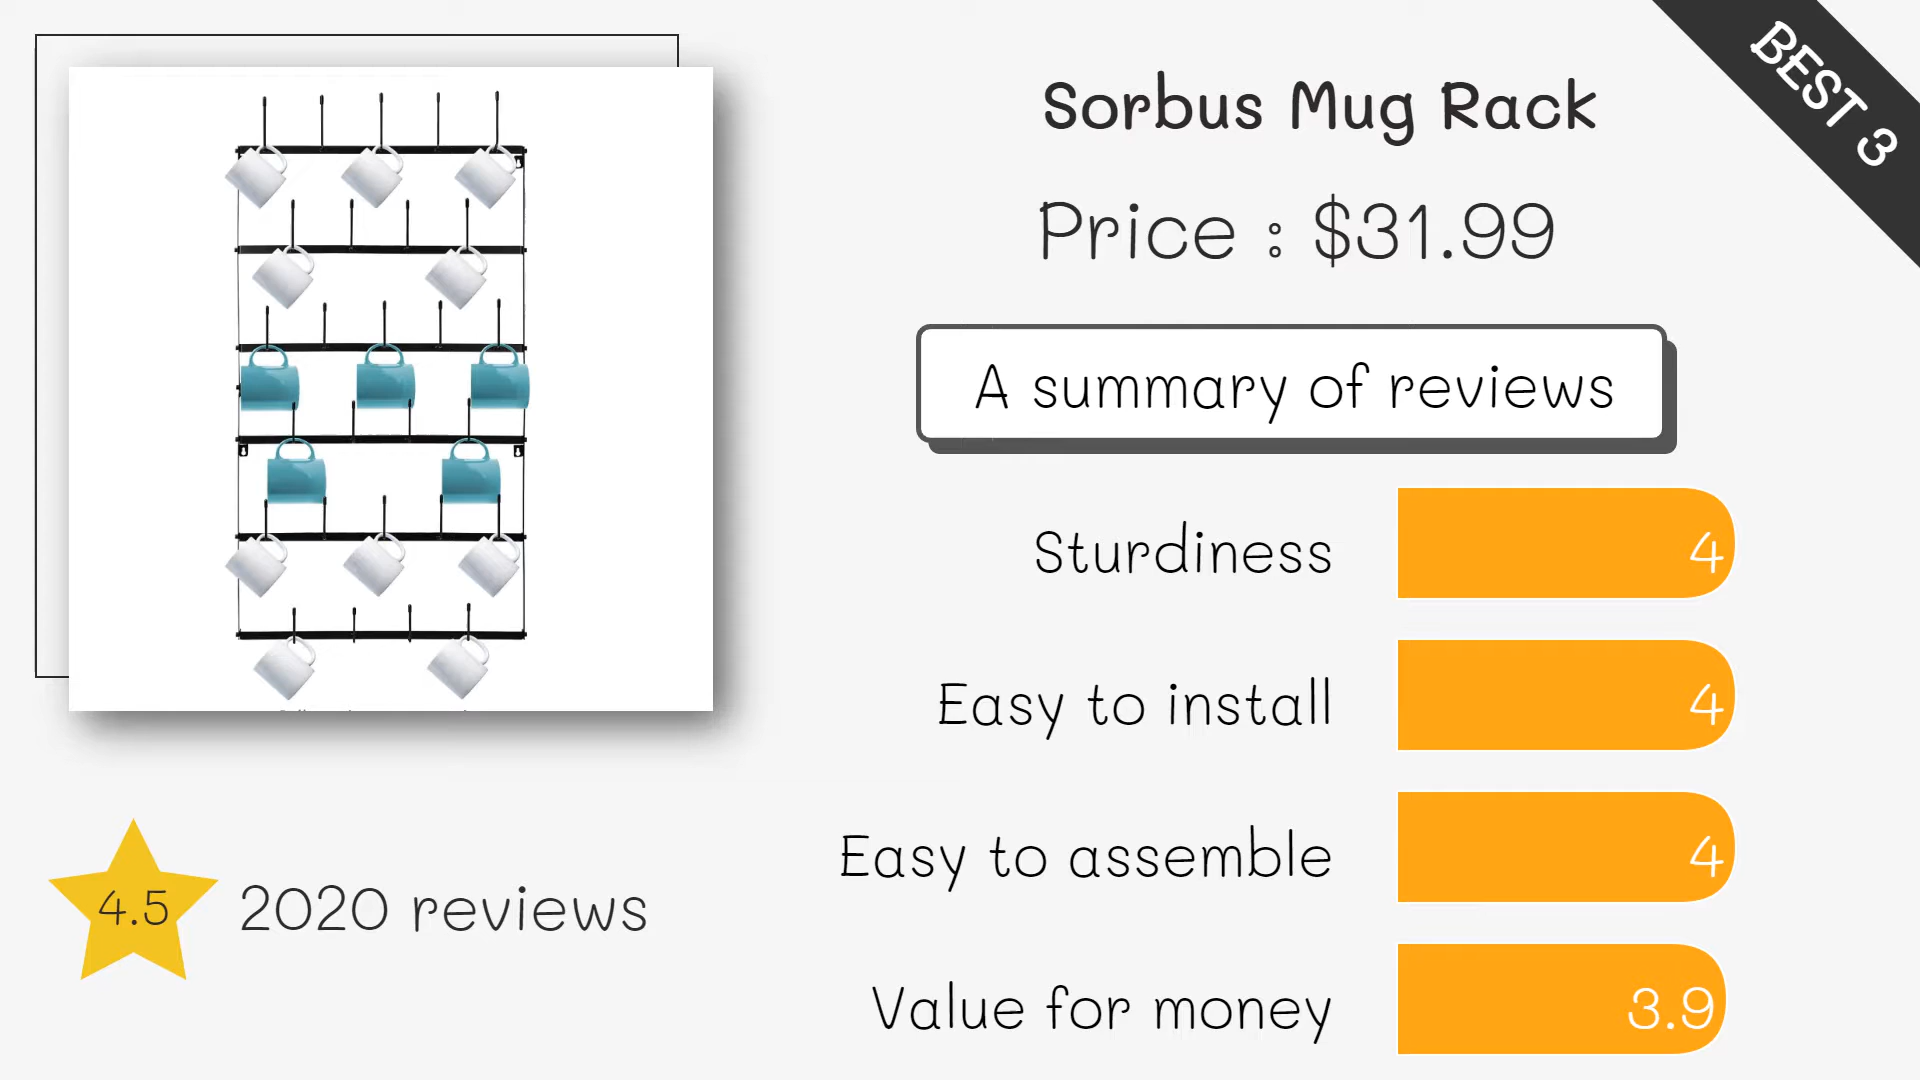 BEST 3
Sorbus Mug Rack
Price : $31.99
A summary of reviews
Sturdiness 4
Easy to install 4
Easy to assemble 4
Value for money 3.9
4.5 2020 reviews